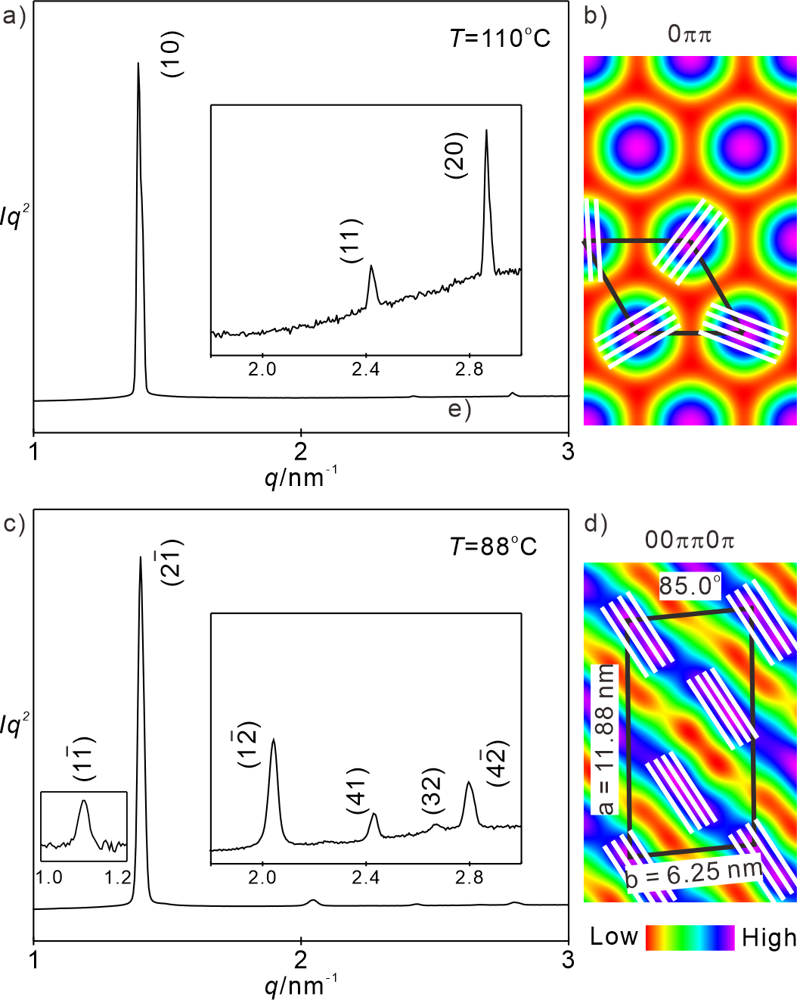 a)
T=110°C
(10)
Iq²
(11)
(20)
2.0 2.4 2.8
e)
1 2 3
q/nm⁻¹
b)
0ππ
c)
T=88°C
(21̄)
Iq²
(11̄)
1.0 1.2
(12̄)
(41)
(32)
(42̄)
2.0 2.4 2.8
1 2 3
q/nm⁻¹
d)
00ππ0π
85.0°
a = 11.88 nm
b = 6.25 nm
Low High